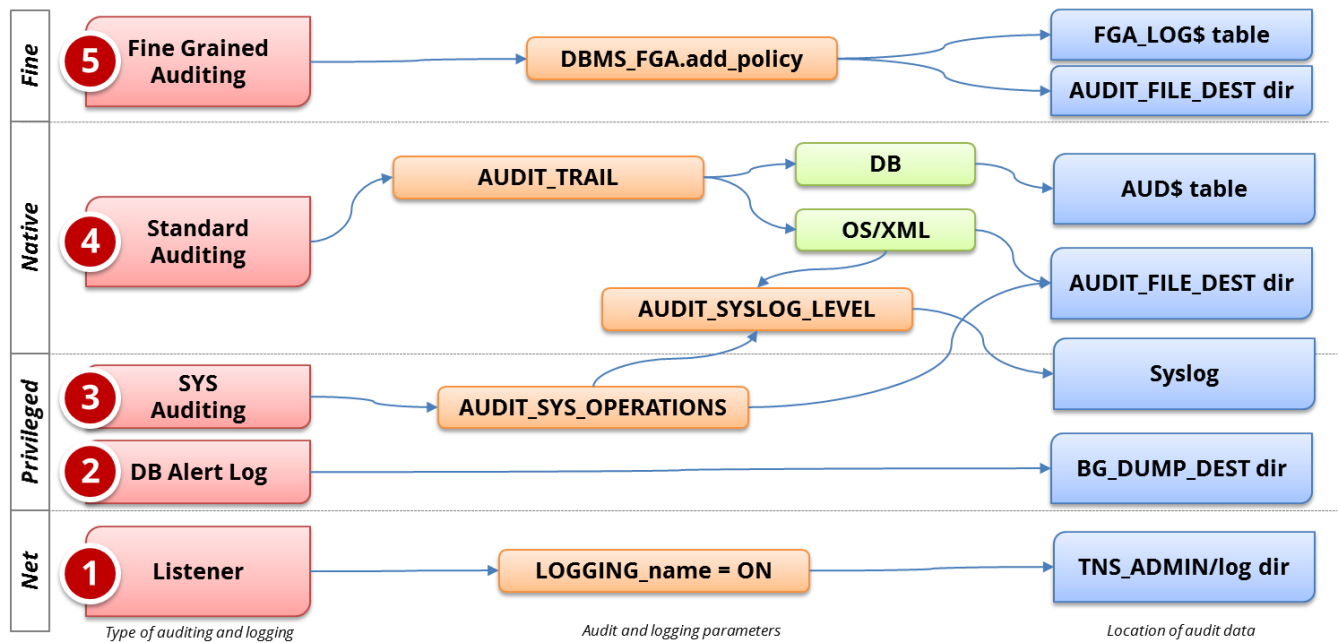 Fine
5
Fine Grained
Auditing
DBMS_FGA.add_policy
FGA_LOG$ table
AUDIT_FILE_DEST dir
Native
4
Standard
Auditing
AUDIT_TRAIL
DB
OS/XML
AUDIT_SYSLOG_LEVEL
AUD$ table
AUDIT_FILE_DEST dir
Syslog
Privileged
3
SYS
Auditing
AUDIT_SYS_OPERATIONS
2
DB Alert Log
BG_DUMP_DEST dir
Net
1
Listener
LOGGING_name = ON
TNS_ADMIN/log dir
Type of auditing and logging
Audit and logging parameters
Location of audit data